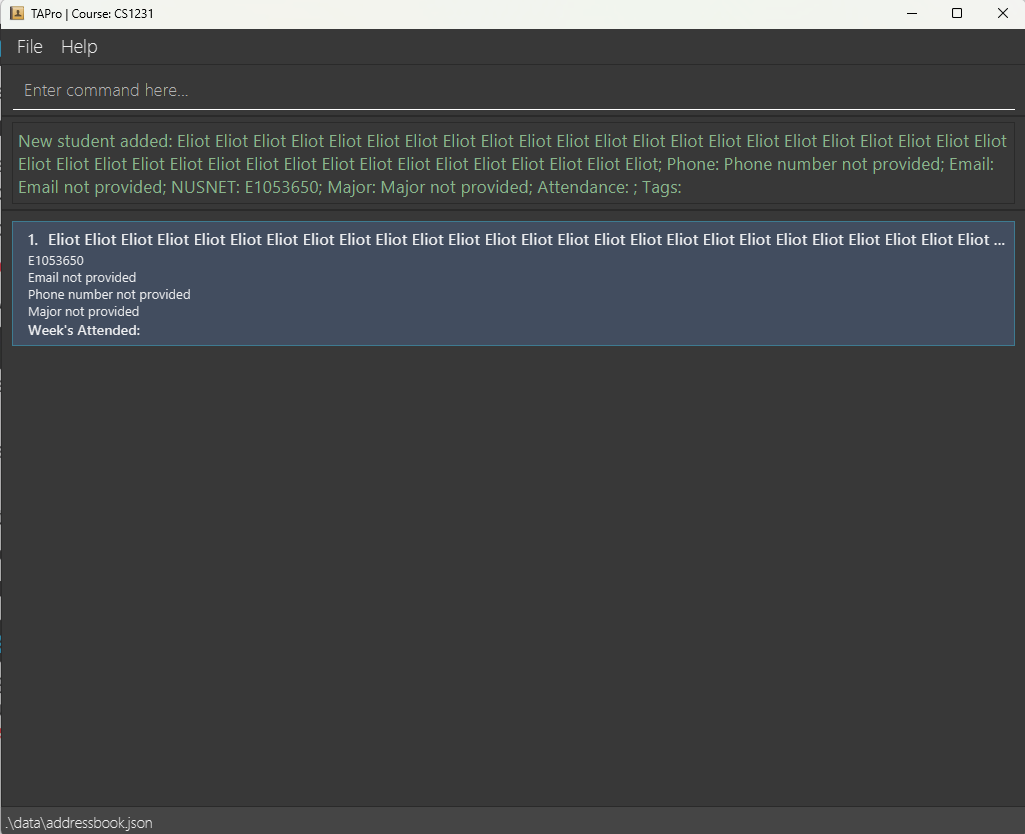 TAPro | Course: CS1231
File Help
Enter command here...
New student added: Eliot Eliot Eliot Eliot Eliot Eliot Eliot Eliot Eliot Eliot Eliot Eliot Eliot Eliot Eliot Eliot Eliot Eliot Eliot Eliot Eliot Eliot
Eliot Eliot Eliot Eliot Eliot Eliot Eliot Eliot Eliot Eliot Eliot Eliot Eliot Eliot Eliot Eliot Eliot; Phone: Phone number not provided; Email:
Email not provided; NUSNET: E1053650; Major: Major not provided; Attendance: ; Tags:
1. Eliot Eliot Eliot Eliot Eliot Eliot Eliot Eliot Eliot Eliot Eliot Eliot Eliot Eliot Eliot Eliot Eliot Eliot Eliot Eliot Eliot Eliot Eliot Eliot Eliot Eliot ...
E1053650
Email not provided
Phone number not provided
Major not provided
Week's Attended:
.\data\addressbook.json